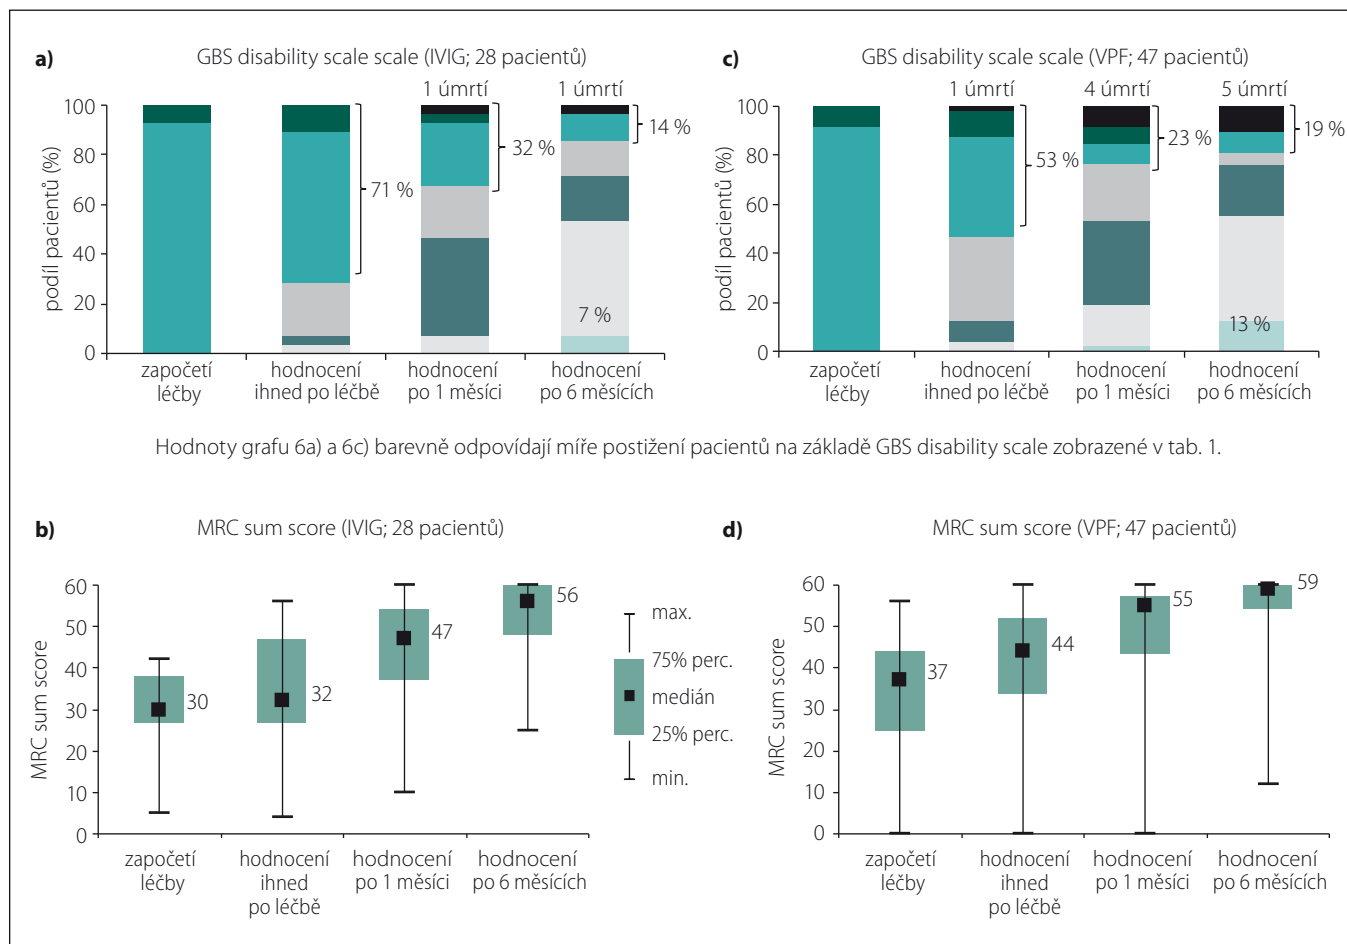 a)
GBS disability scale scale (IVIG; 28 pacientů)
1 úmrtí
1 úmrtí
podíl pacientů (%)
100
80
60
40
20
0
71 %
32 %
14 %
7 %
započetí
léčby
hodnocení
ihned po léčbě
hodnocení
po 1 měsíci
hodnocení
po 6 měsících
c)
GBS disability scale scale (VPF; 47 pacientů)
1 úmrtí
4 úmrtí
5 úmrtí
podíl pacientů (%)
100
80
60
40
20
0
53 %
23 %
19 %
13 %
započetí
léčby
hodnocení
ihned po léčbě
hodnocení
po 1 měsíci
hodnocení
po 6 měsících
Hodnoty grafu 6a) a 6c) barevně odpovídají míře postižení pacientů na základě GBS disability scale zobrazené v tab. 1.
b)
MRC sum score (IVIG; 28 pacientů)
MRC sum score
60
50
40
30
20
10
0
30
32
47
56
započetí
léčby
hodnocení
ihned
po léčbě
hodnocení
po 1 měsíci
hodnocení
po 6 měsících
max.
75% perc.
medián
25% perc.
min.
d)
MRC sum score (VPF; 47 pacientů)
MRC sum score
60
50
40
30
20
10
0
37
44
55
59
započetí
léčby
hodnocení
ihned
po léčbě
hodnocení
po 1 měsíci
hodnocení
po 6 měsících